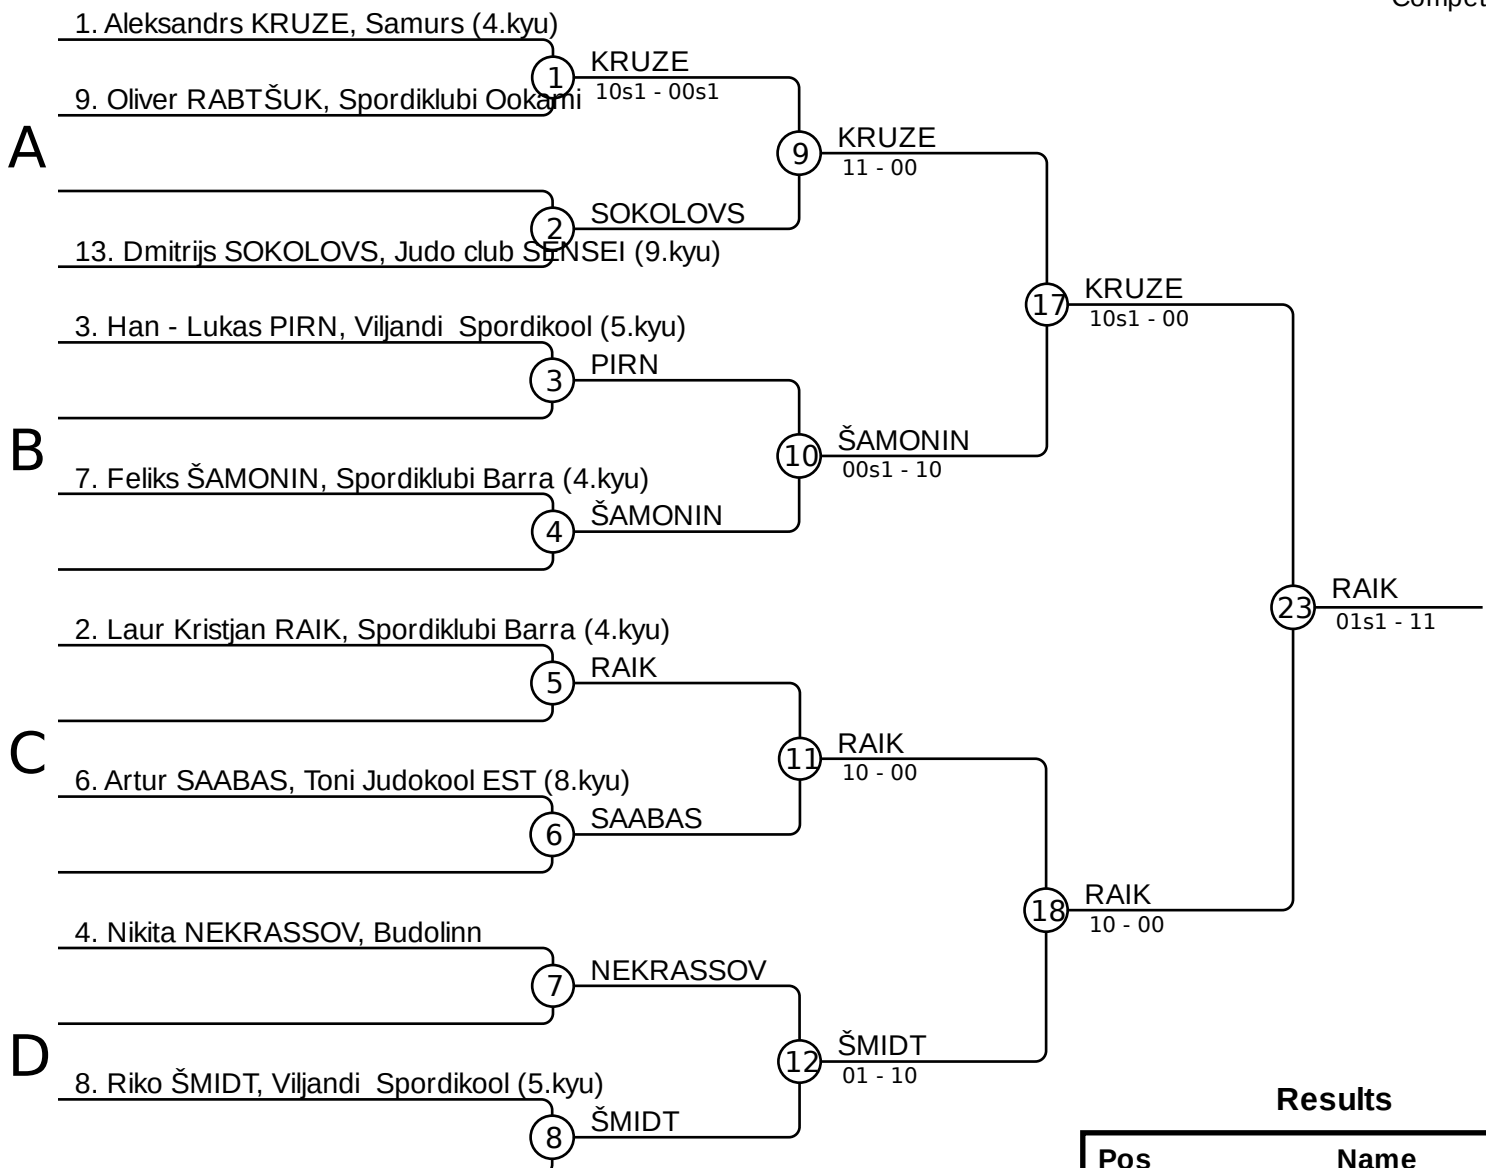 Compet
1. Aleksandrs KRUZE, Samurs (4.kyu)
KRUZE
1
10s1 - 00s1
9. Oliver RABTŠUK, Spordiklubi Ookami
A
KRUZE
9
11 - 00
SOKOLOVS
2
13. Dmitrijs SOKOLOVS, Judo club SENSEI (9.kyu)
KRUZE
17
10s1 - 00
3. Han - Lukas PIRN, Viljandi  Spordikool (5.kyu)
PIRN
3
B
ŠAMONIN
10
00s1 - 10
7. Feliks ŠAMONIN, Spordiklubi Barra (4.kyu)
ŠAMONIN
4
RAIK
23
01s1 - 11
2. Laur Kristjan RAIK, Spordiklubi Barra (4.kyu)
RAIK
5
C
RAIK
11
10 - 00
6. Artur SAABAS, Toni Judokool EST (8.kyu)
SAABAS
6
RAIK
18
10 - 00
4. Nikita NEKRASSOV, Budolinn
NEKRASSOV
7
D
ŠMIDT
12
01 - 10
8. Riko ŠMIDT, Viljandi  Spordikool (5.kyu)
ŠMIDT
8
Results
Pos Name